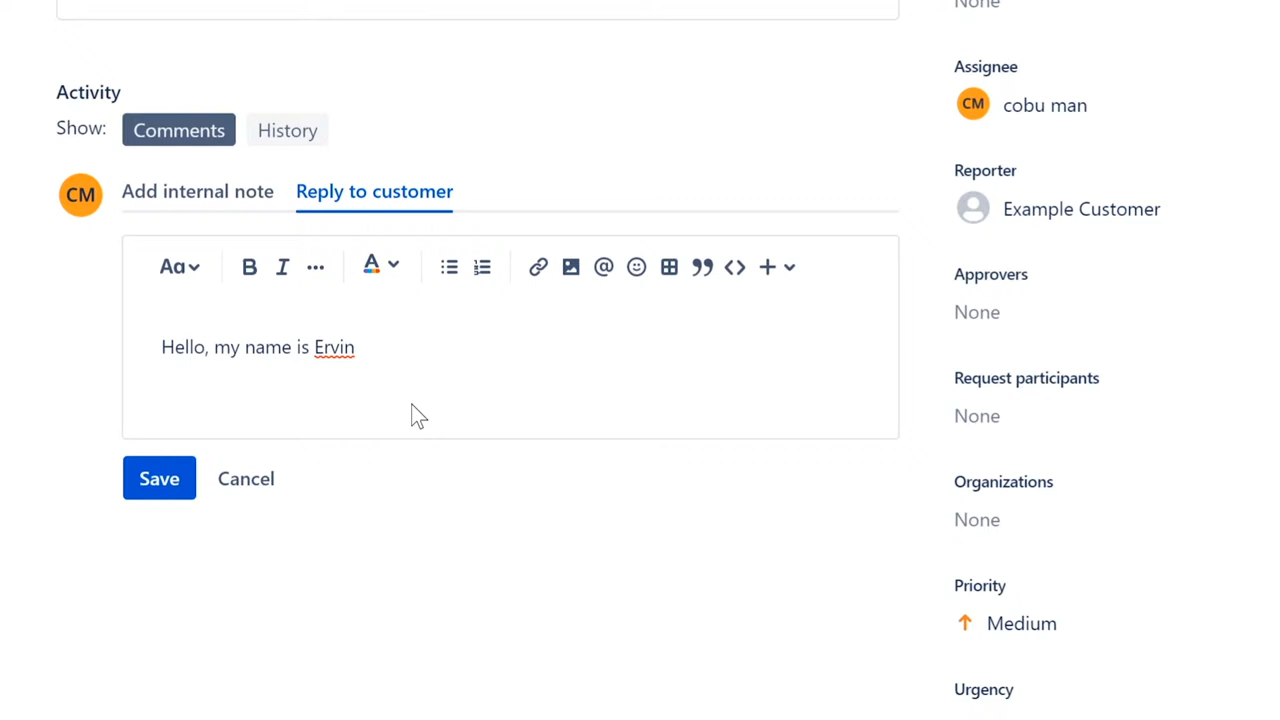 None
Activity
Show: Comments History
CM Add internal note Reply to customer
Aa B I ... A
Hello, my name is Ervin
Save Cancel
Assignee
CM cobu man
Reporter
Example Customer
Approvers
None
Request participants
None
Organizations
None
Priority
Medium
Urgency